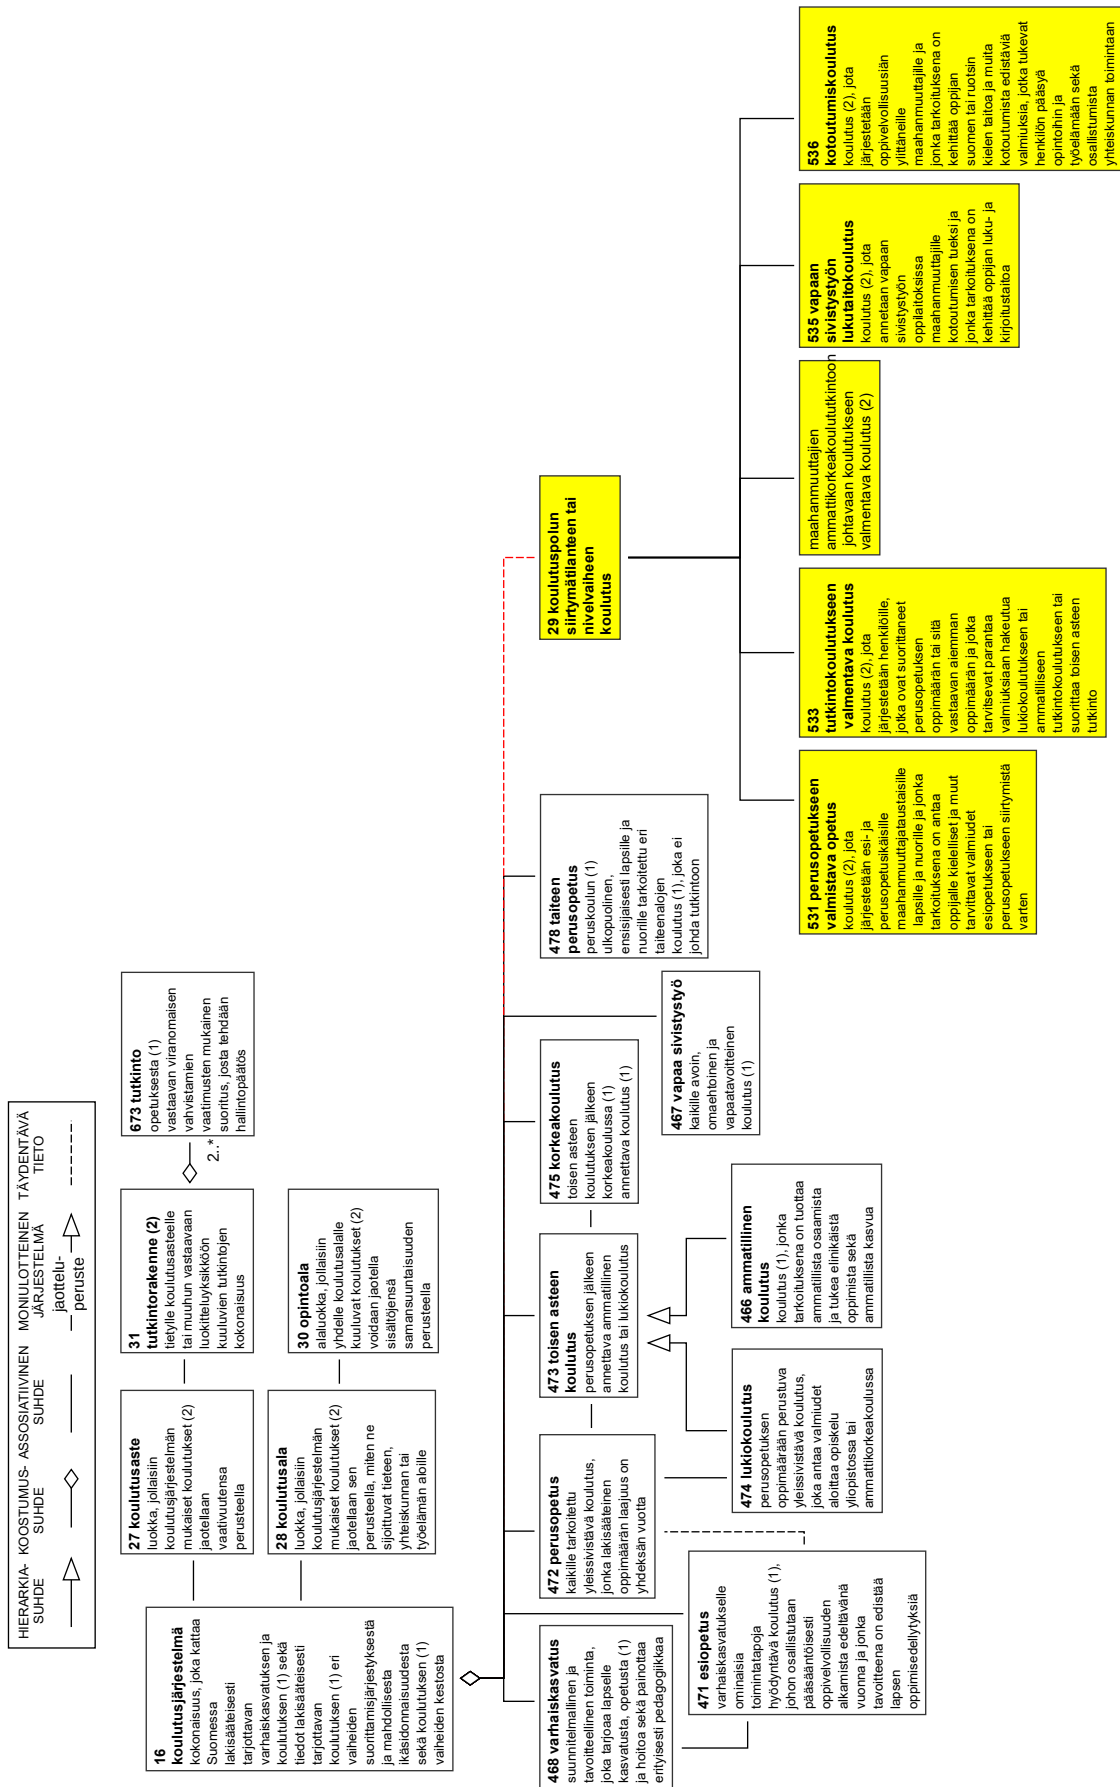 HIERARKIA-
SUHDE
KOOSTUMUS-
SUHDE
ASSOSIATIIVINEN
SUHDE
MONIULOTTEINEN
JÄRJESTELMÄ
jaottelu-
peruste
TÄYDENTÄVÄ
TIETO
16
koulutusjärjestelmä
kokonaisuus, joka kattaa
Suomessa
lakisääteisesti
tarjottavan
varhaiskasvatuksen ja
koulutuksen (1) sekä
tiedot lakisääteisesti
tarjottavan
koulutuksen (1) eri
vaiheiden
suorittamisjärjestyksestä
ja mahdollisesta
ikäsidonnaisuudesta
sekä koulutuksen (1)
vaiheiden kestosta
27 koulutusaste
luokka, jollaisiin
koulutusjärjestelmän
mukaiset koulutukset (2)
jaotellaan
vaativuutensa
perusteella
31
tutkintorakenne (2)
tietylle koulutusasteelle
tai muuhun vastaavaan
luokitteluyksikköön
kuuluvien tutkintojen
kokonaisuus
2..*
673 tutkinto
opetuksesta (1)
vastaavan viranomaisen
vahvistamien
vaatimusten mukainen
suoritus, josta tehdään
hallintopäätös
28 koulutusala
luokka, jollaisiin
koulutusjärjestelmän
mukaiset koulutukset (2)
jaotellaan sen
perusteella, miten ne
sijoittuvat tieteen,
yhteiskunnan tai
työelämän aloille
30 opintoala
alaluokka, jollaisiin
yhdelle koulutusalalle
kuuluvat koulutukset (2)
voidaan jaotella
sisältöjensä
samansuuntaisuuden
perusteella
468 varhaiskasvatus
suunnitelmallinen ja
tavoitteellinen toiminta,
joka tarjoaa lapselle
kasvatusta, opetusta (1)
ja hoitoa sekä painottaa
erityisesti pedagogiikkaa
471 esiopetus
varhaiskasvatukselle
ominaisia
toimintatapoja
hyödyntävä koulutus (1),
johon osallistutaan
pääsääntöisesti
oppivelvollisuuden
alkamista edeltävänä
vuonna ja jonka
tavoitteena on edistää
lapsen
oppimisedellytyksiä
472 perusopetus
kaikille tarkoitettu
yleissivistävä koulutus,
jonka lakisääteinen
oppimäärän laajuus on
yhdeksän vuotta
473 toisen asteen
koulutus
perusopetuksen jälkeen
annettava ammatillinen
koulutus tai lukiokoulutus
474 lukiokoulutus
perusopetuksen
oppimäärään perustuva
yleissivistävä koulutus,
joka antaa valmiudet
aloittaa opiskelu
yliopistossa tai
ammattikorkeakoulussa
466 ammatillinen
koulutus
koulutus (1), jonka
tarkoituksena on tuottaa
ammatillista osaamista
ja tukea elinikäistä
oppimista sekä
ammatillista kasvua
475 korkeakoulutus
toisen asteen
koulutuksen jälkeen
korkeakoulussa (1)
annettava koulutus (1)
467 vapaa sivistystyö
kaikille avoin,
omaehtoinen ja
vapaatavoitteinen
koulutus (1)
478 taiteen
perusopetus
peruskoulun (1)
ulkopuolinen,
ensisijaisesti lapsille ja
nuorille tarkoitettu eri
taiteenalojen
koulutus (1), joka ei
johda tutkintoon
29 koulutuspolun
siirtymätilanteen tai
nivelvaiheen
koulutus
531 perusopetukseen
valmistava opetus
koulutus (2), jota
järjestetään esi- ja
perusopetusikäisille
maahanmuuttajataustaisille
lapsille ja nuorille ja jonka
tarkoituksena on antaa
oppijalle kielelliset ja muut
tarvittavat valmiudet
esiopetukseen tai
perusopetukseen siirtymistä
varten
533
tutkintokoulutukseen
valmentava koulutus
koulutus (2), jota
järjestetään henkilöille,
jotka ovat suorittaneet
perusopetuksen
oppimäärän tai sitä
vastaavan aiemman
oppimäärän ja jotka
tarvitsevat parantaa
valmiuksiaan hakeutua
lukiokoulutukseen tai
ammatilliseen
tutkintokoulutukseen tai
suorittaa toisen asteen
tutkinto
maahanmuuttajien
ammattikorkeakoulututkintoon
johtavaan koulutukseen
valmentava koulutus (2)
535 vapaan
sivistystyön
lukutaitokoulutus
koulutus (2), jota
annetaan vapaan
sivistystyön
oppilaitoksissa
maahanmuuttajille
kotoutumisen tueksi ja
jonka tarkoituksena on
kehittää oppijan luku- ja
kirjoitustaitoa
536
kotoutumiskoulutus
koulutus (2), jota
järjestetään
oppivelvollisuusiän
ylittäneille
maahanmuuttajille ja
jonka tarkoituksena on
kehittää oppijan
suomen tai ruotsin
kielen taitoa ja muita
kotoutumista edistäviä
valmiuksia, jotka tukevat
henkilön pääsyä
opintoihin ja
työelämään sekä
osallistumista
yhteiskunnan toimintaan